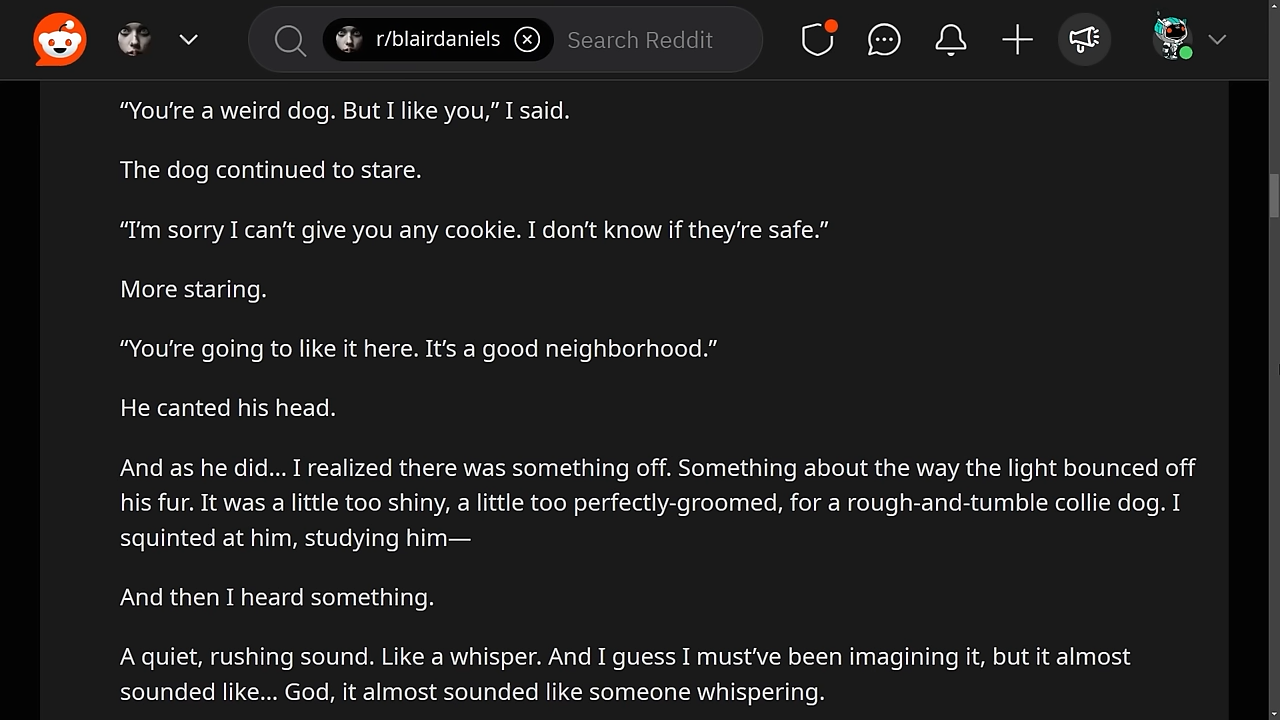 r/blairdaniels
Search Reddit
“You’re a weird dog. But I like you,” I said.
The dog continued to stare.
“I’m sorry I can’t give you any cookie. I don’t know if they’re safe.”
More staring.
“You’re going to like it here. It’s a good neighborhood.”
He canted his head.
And as he did... I realized there was something off. Something about the way the light bounced off
his fur. It was a little too shiny, a little too perfectly-groomed, for a rough-and-tumble collie dog. I
squinted at him, studying him—
And then I heard something.
A quiet, rushing sound. Like a whisper. And I guess I must’ve been imagining it, but it almost
sounded like... God, it almost sounded like someone whispering.